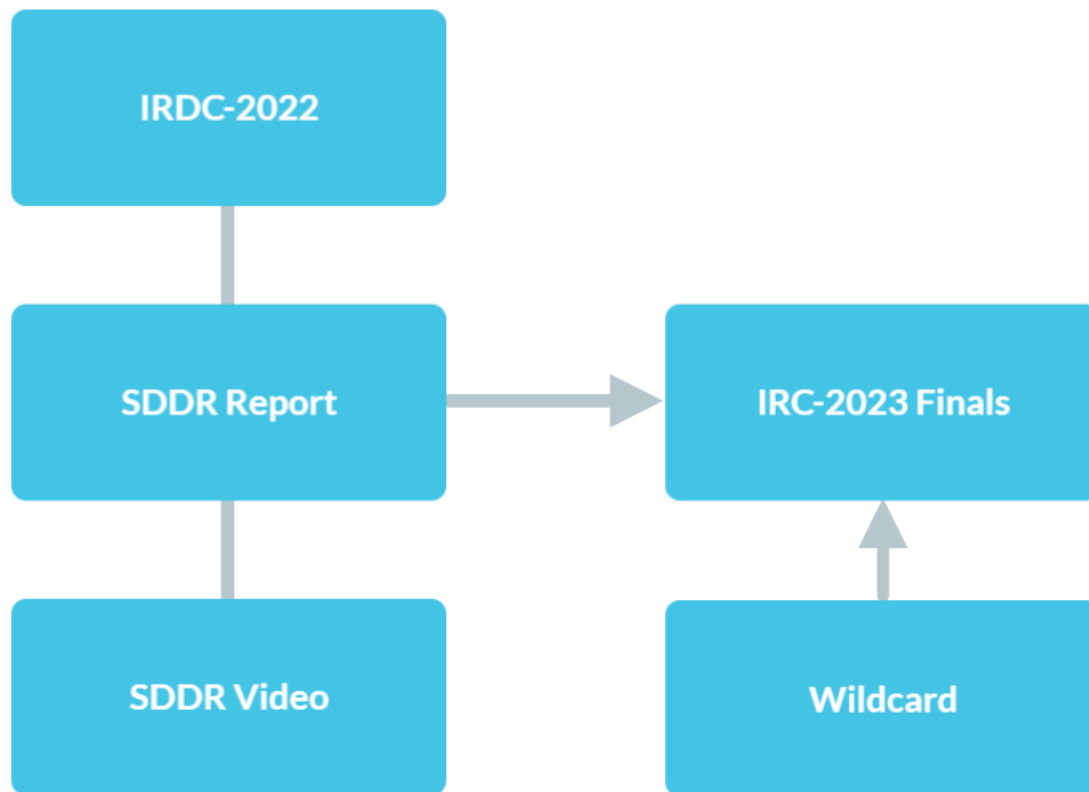 IRDC-2022
SDDR Report
IRC-2023 Finals
SDDR Video
Wildcard